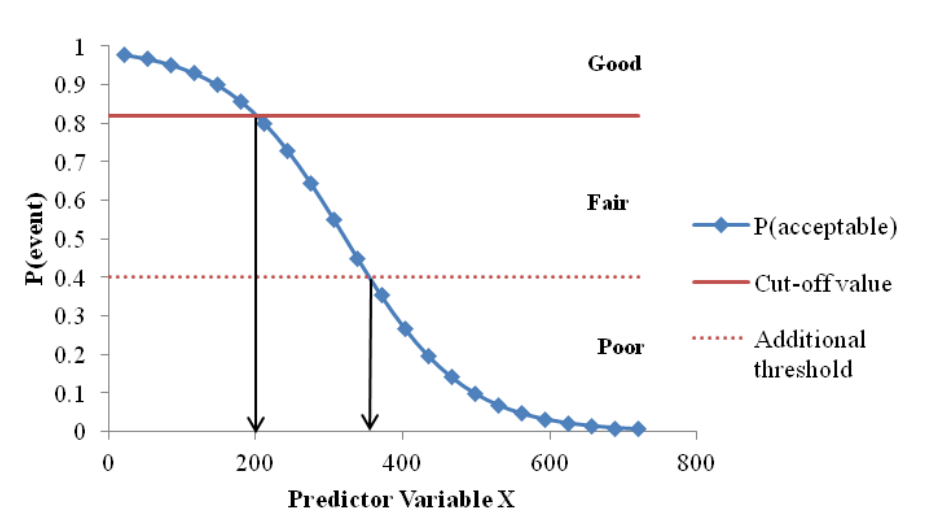 1
0.9
0.8
0.7
0.6
0.5
0.4
0.3
0.2
0.1
0
P(event)
Good
Fair
Poor
0 200 400 600 800
Predictor Variable X
P(acceptable)
Cut-off value
Additional
threshold